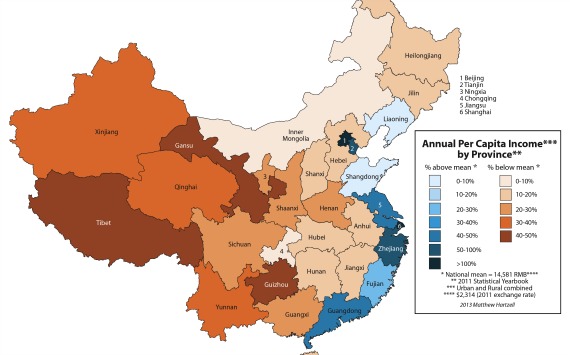 Heilongjiang
Jilin
1 Beijing
2 Tianjin
3 Ningxia
4 Chongqing
5 Jiangsu
6 Shanghai
Liaoning
Xinjiang
Inner
Mongolia
Gansu
1
2
Hebei
Shanxi
Shandong
3
Qinghai
Shaanxi
Henan
5
Tibet
Anhui
6
Sichuan
Hubei
4
Zhejiang
Hunan
Jiangxi
Guizhou
Fujian
Yunnan
Guangxi
Guangdong
Annual Per Capita Income***
by Province**
% above mean *
% below mean *
0-10%
0-10%
10-20%
10-20%
20-30%
20-30%
30-40%
30-40%
40-50%
40-50%
50-100%
>100%
* National mean = 14,581 RMB****
** 2011 Statistical Yearbook
*** Urban and Rural combined
**** $2,314 (2011 exchange rate)
2013 Matthew Hartzell